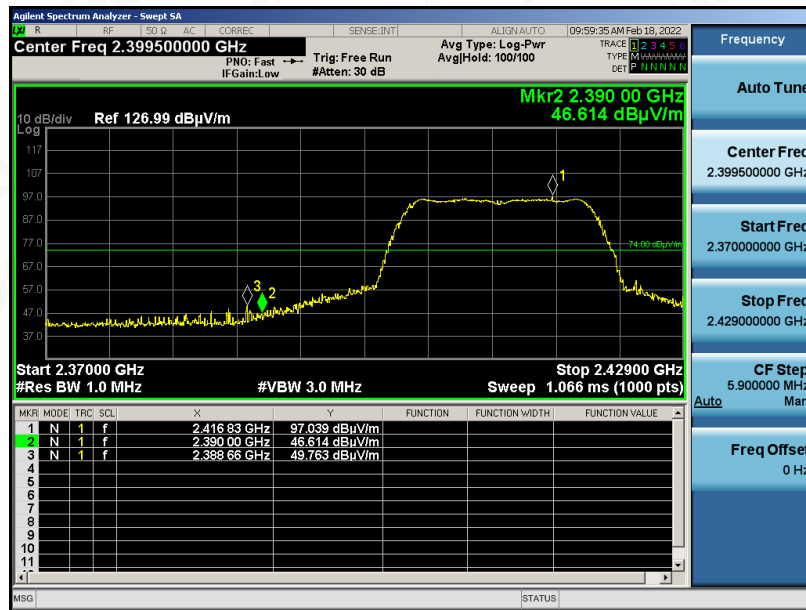 Agilent Spectrum Analyzer - Swept SA
LXI R RF 50 Ω AC CORREC SENSE:INT ALIGN AUTO 09:59:35 AM Feb 18, 2022
Center Freq 2.399500000 GHz
PNO: Fast
IFGain:Low
Trig: Free Run
#Atten: 30 dB
Avg Type: Log-Pwr
Avg|Hold: 100/100
TRACE 1 2 3 4 5 6
TYPE M
DET P N N N N N
Mkr2 2.390 00 GHz
46.614 dBµV/m
10 dB/div Ref 126.99 dBµV/m
Log
117
107
97.0
87.0
77.0
67.0
57.0
47.0
37.0
1
3
2
74.00 dBµV/m
Start 2.37000 GHz Stop 2.42900 GHz
#Res BW 1.0 MHz #VBW 3.0 MHz Sweep 1.066 ms (1000 pts)
MKR MODE TRC SCL X Y FUNCTION FUNCTION WIDTH FUNCTION VALUE
1 N 1 f 2.416 83 GHz 97.039 dBµV/m
2 N 1 f 2.390 00 GHz 46.614 dBµV/m
3 N 1 f 2.388 66 GHz 49.763 dBµV/m
4
5
6
7
8
9
10
11
MSG STATUS
Frequency
Auto Tune
Center Freq
2.399500000 GHz
Start Freq
2.370000000 GHz
Stop Freq
2.429000000 GHz
CF Step
5.900000 MHz
Auto Man
Freq Offset
0 Hz